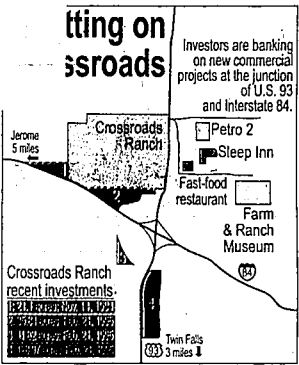 tting on
ssroads
Investors are banking
on new commercial
projects at the junction
of U.S. 93
and Interstate 84.
Jerome
5 miles
Crossroads
Ranch
Petro 2
Sleep Inn
Fast-food
restaurant
Farm
& Ranch
Museum
84
Crossroads Ranch
recent investments
93
Twin Falls
3 miles